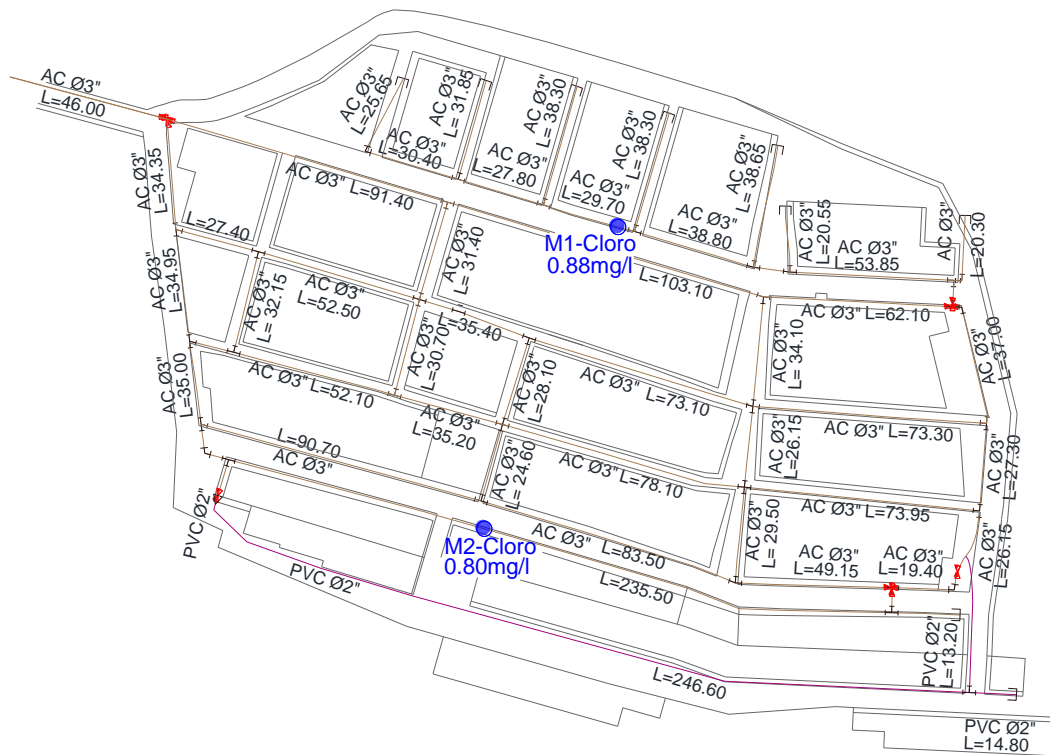 AC Ø3"
L=46.00
AC Ø3"
L=25.65
AC Ø3"
L= 31.85
AC Ø3"
L= 38.30
AC Ø3"
L= 38.30
AC Ø3"
L= 38.65
AC Ø3"
L=30.40
AC Ø3"
L=27.80
AC Ø3"
L=29.70
AC Ø3"
L=38.80
AC Ø3"
L=20.55
AC Ø3"
L=53.85
AC Ø3"
L=20.30
AC Ø3"
L=34.35
L=27.40
AC Ø3" L=91.40
AC Ø3"
L= 31.40
M1-Cloro
0.88mg/l
L=103.10
AC Ø3" L=62.10
AC Ø3"
L=37.00
AC Ø3"
L=34.95
AC Ø3"
L= 32.15
AC Ø3"
L=52.50
L=35.40
AC Ø3"
L=30.70
AC Ø3"
L=28.10
AC Ø3" L=73.10
AC Ø3"
L= 34.10
AC Ø3"
L=35.00
AC Ø3" L=52.10
AC Ø3"
L=35.20
AC Ø3"
L=26.15
AC Ø3" L=73.30
AC Ø3"
L=27.30
L=90.70
AC Ø3"
AC Ø3"
L= 24.60
AC Ø3" L=78.10
AC Ø3"
L= 29.50
AC Ø3" L=73.95
AC Ø3"
L=26.15
PVC Ø2"
M2-Cloro
0.80mg/l
AC Ø3" L=83.50
L=235.50
AC Ø3"
L=49.15
AC Ø3"
L=19.40
PVC Ø2"
L=246.60
PVC Ø2"
L=13.20
PVC Ø2"
L=14.80